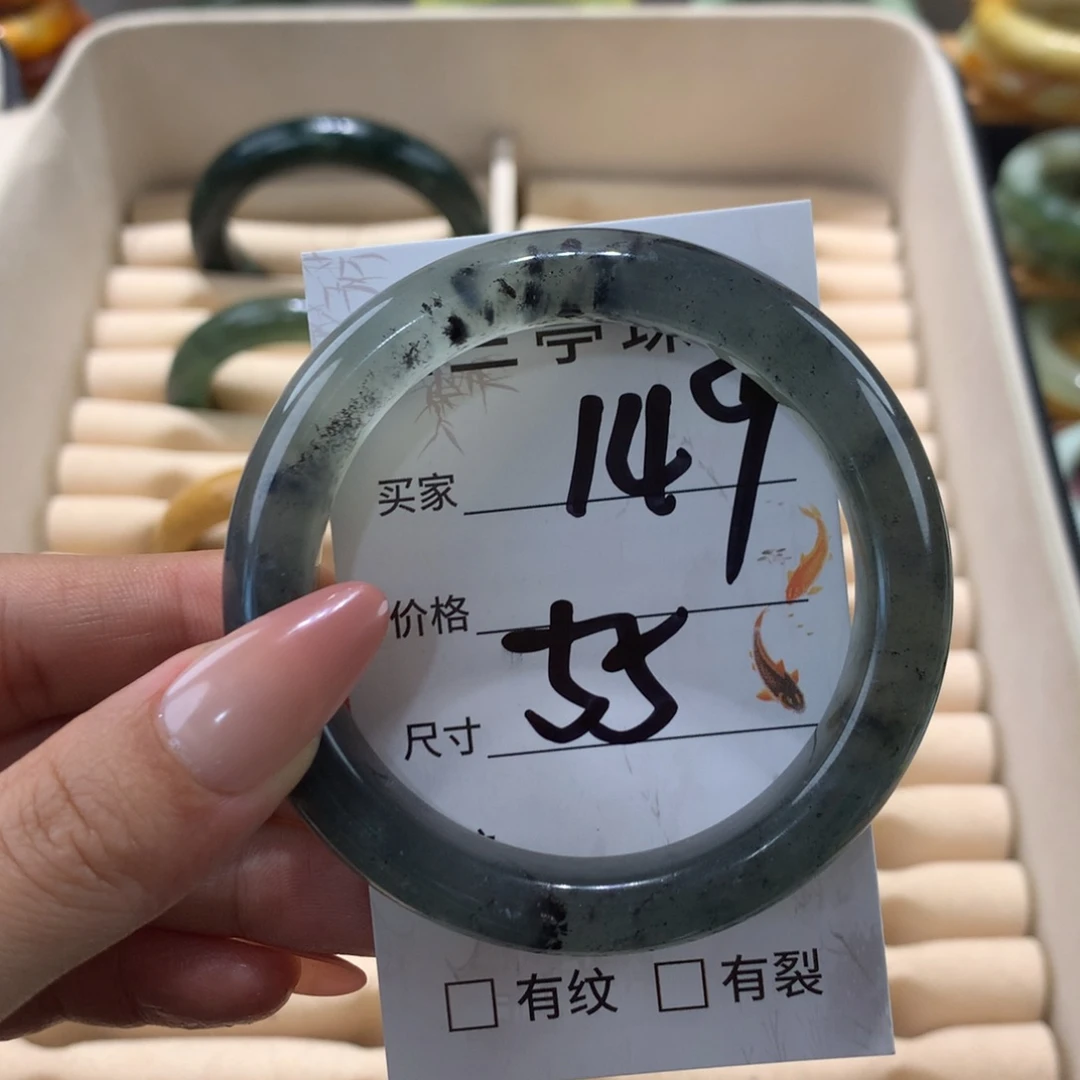 149
买家
价格
55
尺寸
□ 有纹 □ 有裂